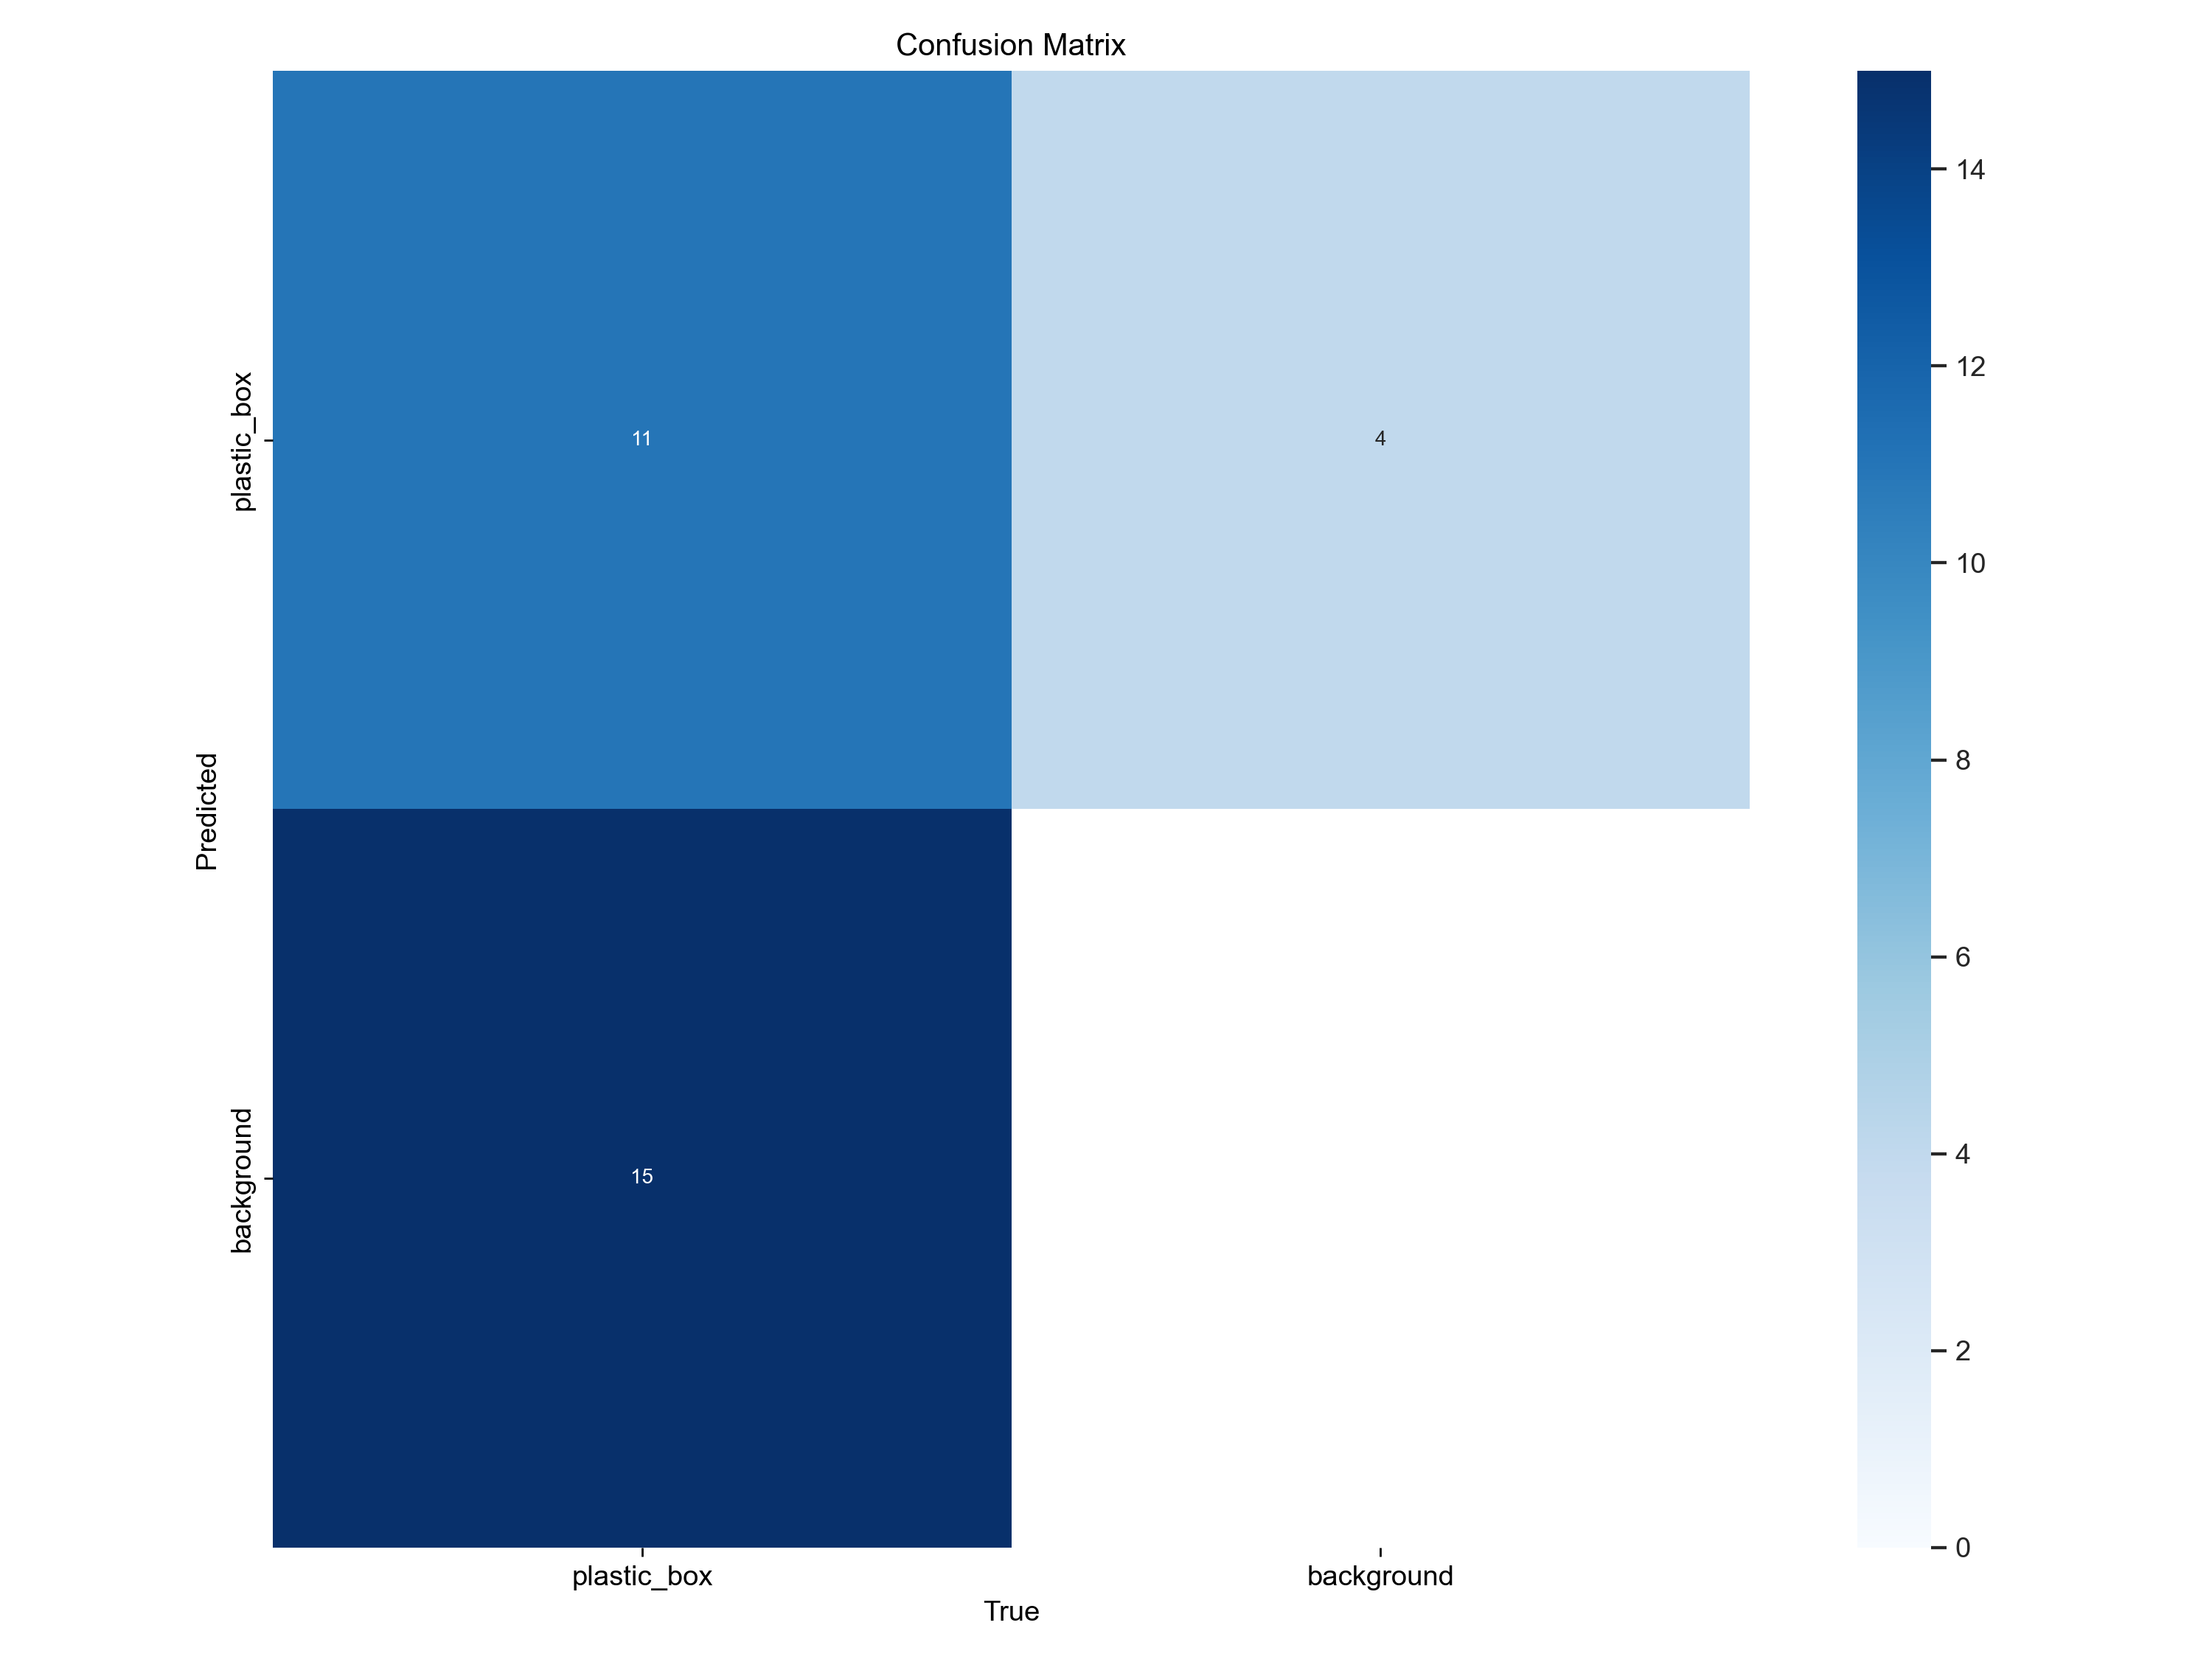 Confusion Matrix
plastic_box
background
Predicted
11
4
15
plastic_box
background
True
14
12
10
8
6
4
2
0